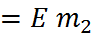 = E m₂